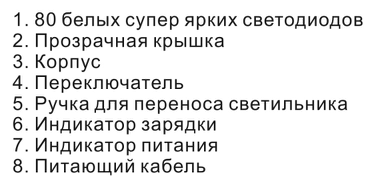 1. 80 белых супер ярких светодиодов
2. Прозрачная крышка
3. Корпус
4. Переключатель
5. Ручка для переноса светильника
6. Индикатор зарядки
7. Индикатор питания
8. Питающий кабель